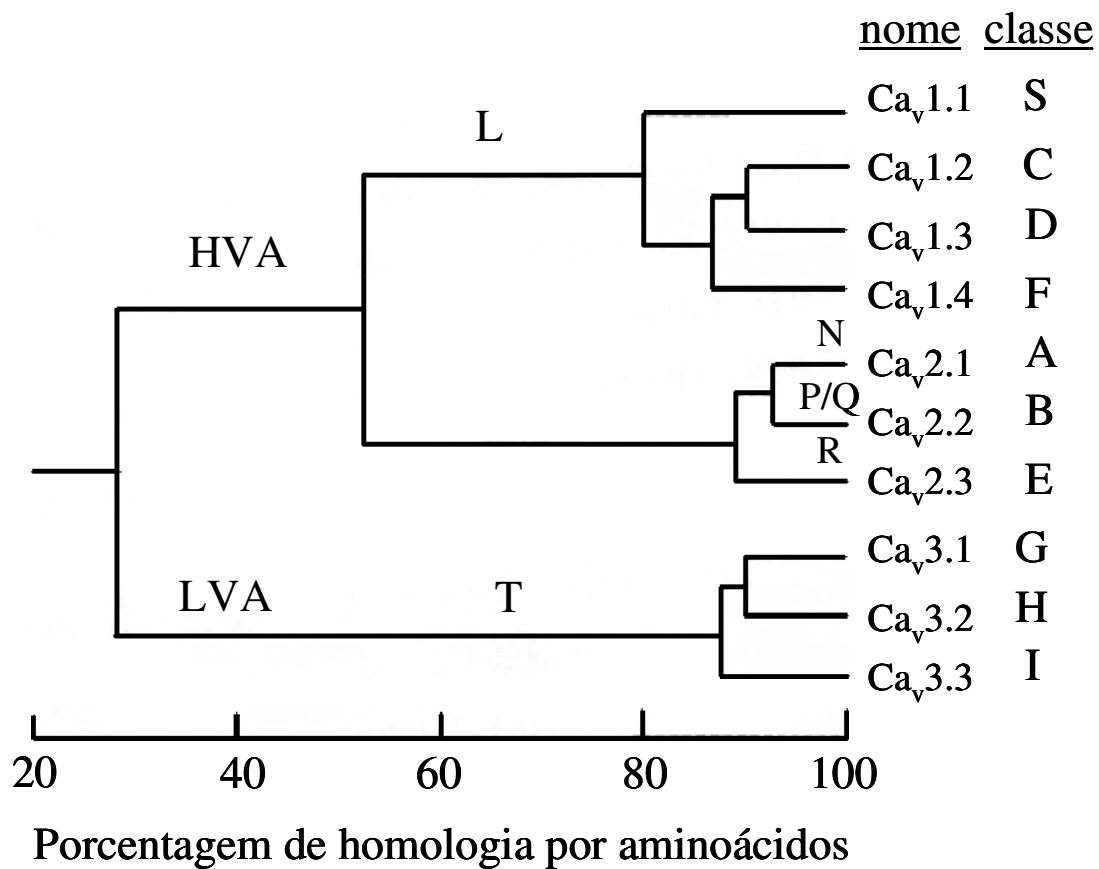 nome classe
Cav1.1 S
L
Cav1.2 C
Cav1.3 D
HVA
Cav1.4 F
N
Cav2.1 A
P/Q
Cav2.2 B
R
Cav2.3 E
Cav3.1 G
LVA T
Cav3.2 H
Cav3.3 I
20 40 60 80 100
Porcentagem de homologia por aminoácidos